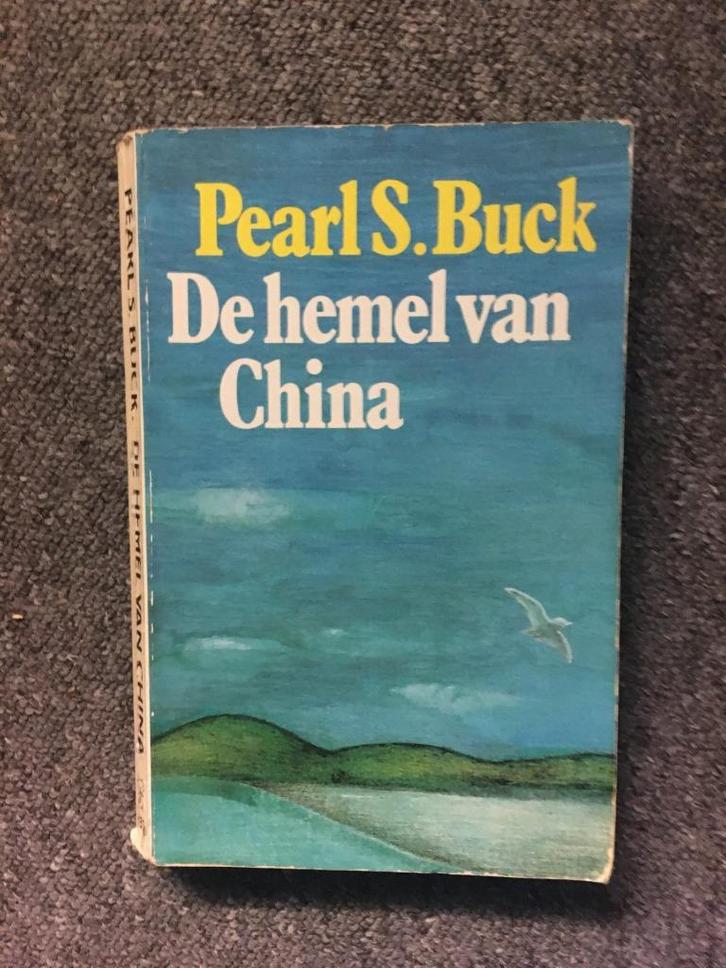 Pearl S. Buck
De hemel van
China
PEARL S. BUCK. DE HEMEL VAN CHINA